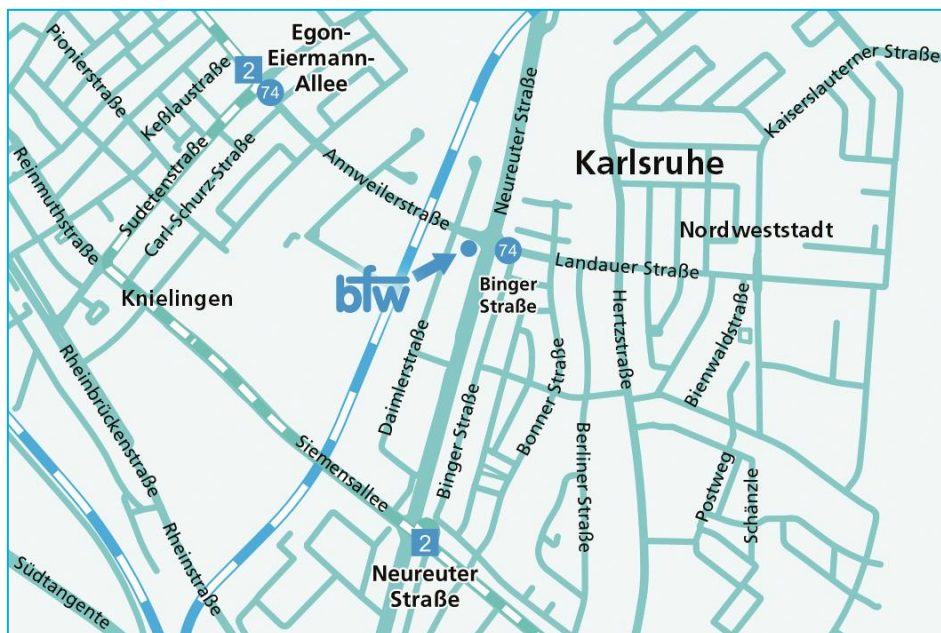 Pionierstraße
Keßlaustraße
2
74
Egon-
Eiermann-
Allee
Neureuter Straße
Kaiserslauterner Straße
Reinmuthstraße
Sudetenstraße
Carl-Schurz-Straße
Annweilerstraße
Karlsruhe
Nordweststadt
74
Landauer Straße
Knielingen
bfw
Binger
Straße
Hertzstraße
Bienwaldstraße
Rheinbrückenstraße
Daimlerstraße
Binger Straße
Bonner Straße
Berliner Straße
Siemensallee
Postweg
Schänzle
2
Neureuter
Straße
Rheinstraße
Südtangente